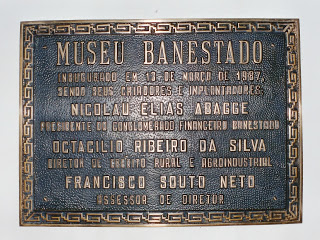 MUSEU BANESTADO
INAUGURADO EM 13 DE MARÇO DE 1987,
SENDO SEUS CRIADORES E IMPLANTADORES:
NICOLAU ELIAS ABAGGE
PRESIDENTE DO CONGLOMERADO FINANCEIRO BANESTADO
OCTACILIO RIBEIRO DA SILVA
DIRETOR DE CRÉDITO RURAL E AGROINDUSTRIAL
FRANCISCO SOUTO NETO
ASSESSOR DE DIRETOR